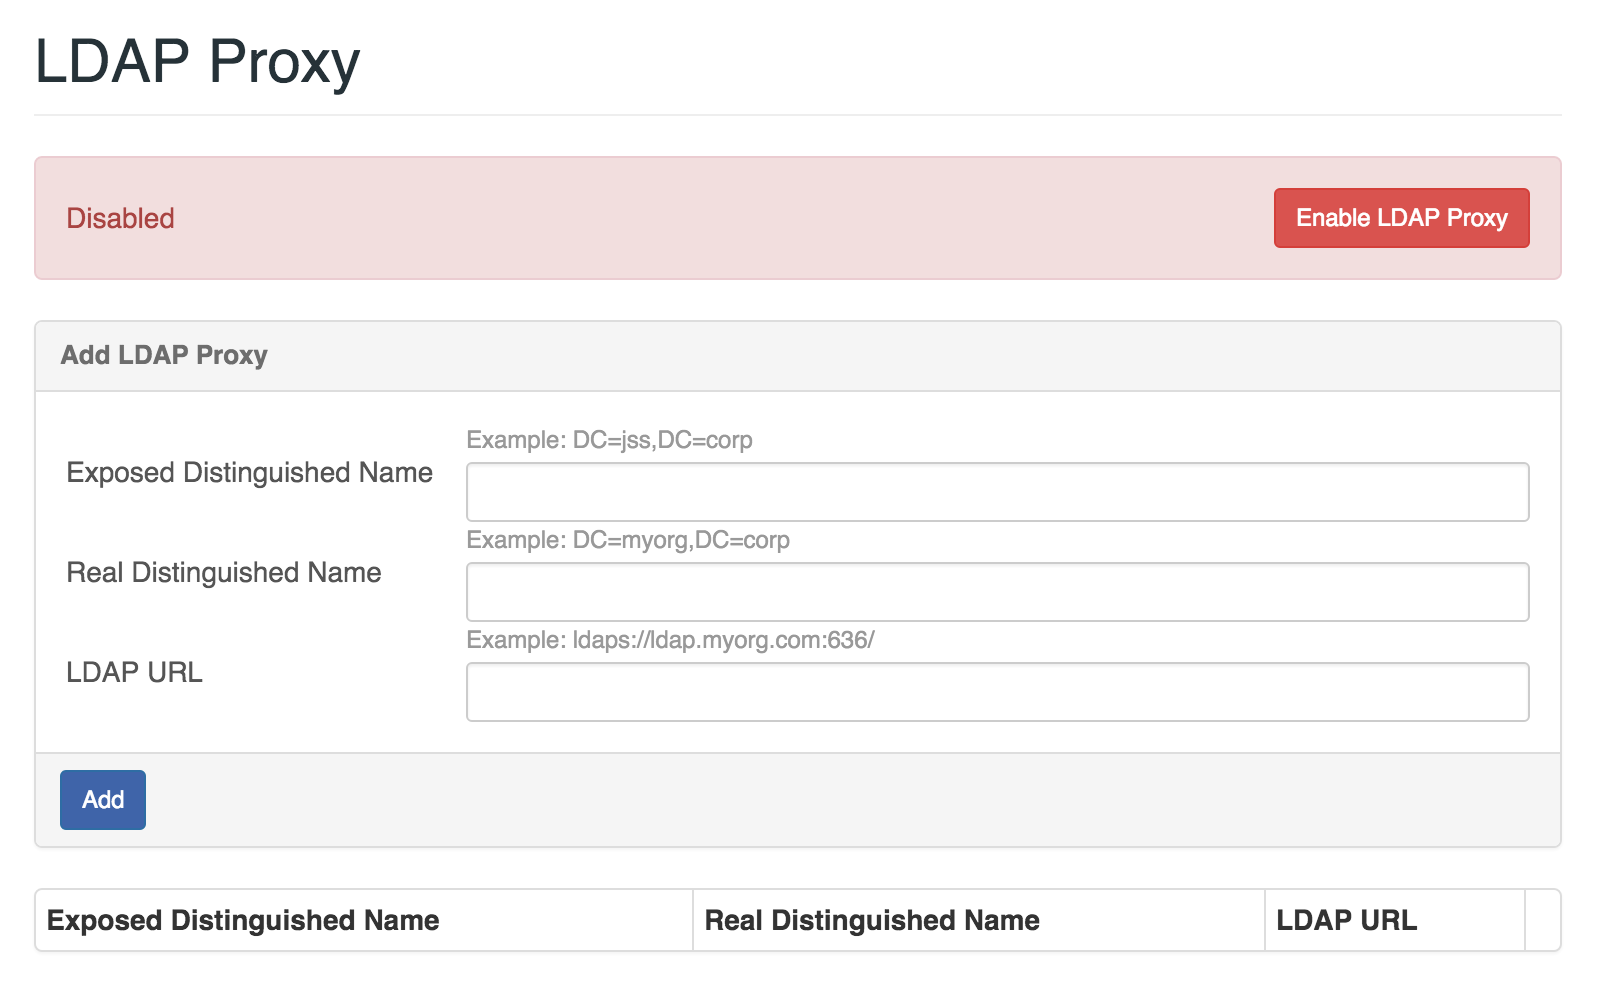 LDAP Proxy
Disabled
Enable LDAP Proxy
Add LDAP Proxy
Example: DC=jss,DC=corp
Exposed Distinguished Name
Example: DC=myorg,DC=corp
Real Distinguished Name
Example: ldaps://ldap.myorg.com:636/
LDAP URL
Add
Exposed Distinguished Name
Real Distinguished Name
LDAP URL